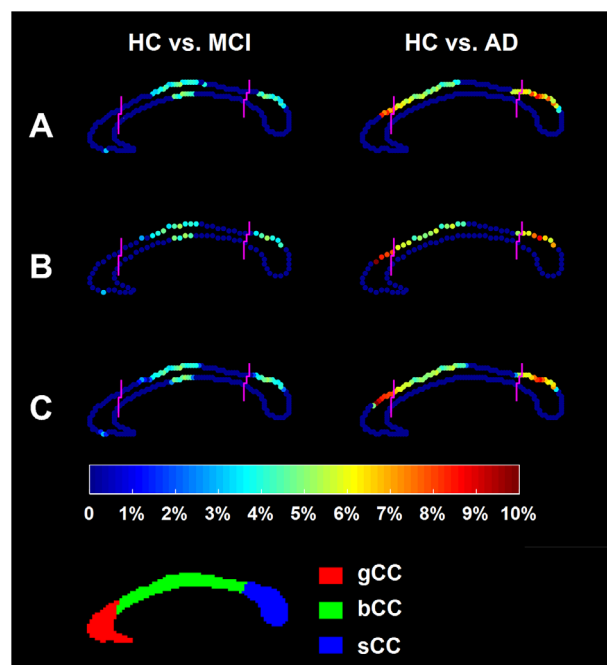 HC vs. MCI HC vs. AD
A
B
C
0 1% 2% 3% 4% 5% 6% 7% 8% 9% 10%
gCC
bCC
sCC